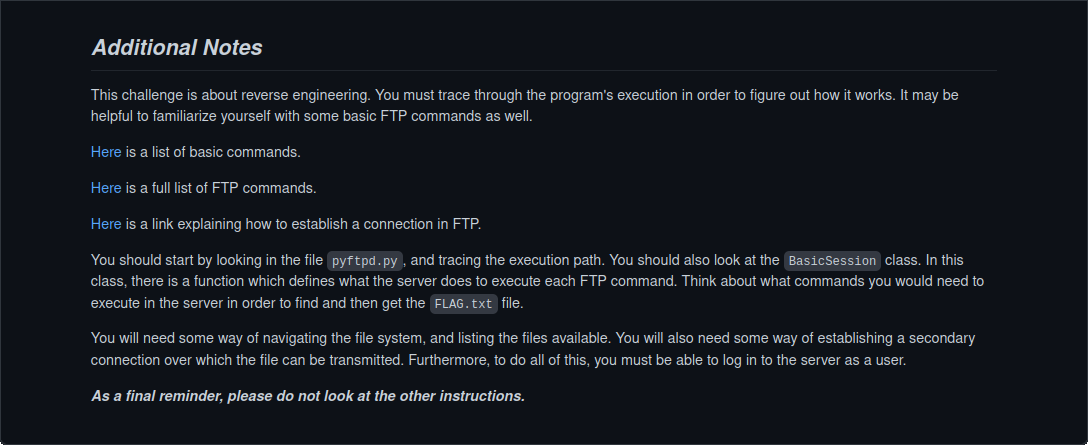 Additional Notes
This challenge is about reverse engineering. You must trace through the program's execution in order to figure out how it works. It may be
helpful to familiarize yourself with some basic FTP commands as well.
Here is a list of basic commands.
Here is a full list of FTP commands.
Here is a link explaining how to establish a connection in FTP.
You should start by looking in the file pyftpd.py, and tracing the execution path. You should also look at the BasicSession class. In this
class, there is a function which defines what the server does to execute each FTP command. Think about what commands you would need to
execute in the server in order to find and then get the FLAG.txt file.
You will need some way of navigating the file system, and listing the files available. You will also need some way of establishing a secondary
connection over which the file can be transmitted. Furthermore, to do all of this, you must be able to log in to the server as a user.
As a final reminder, please do not look at the other instructions.